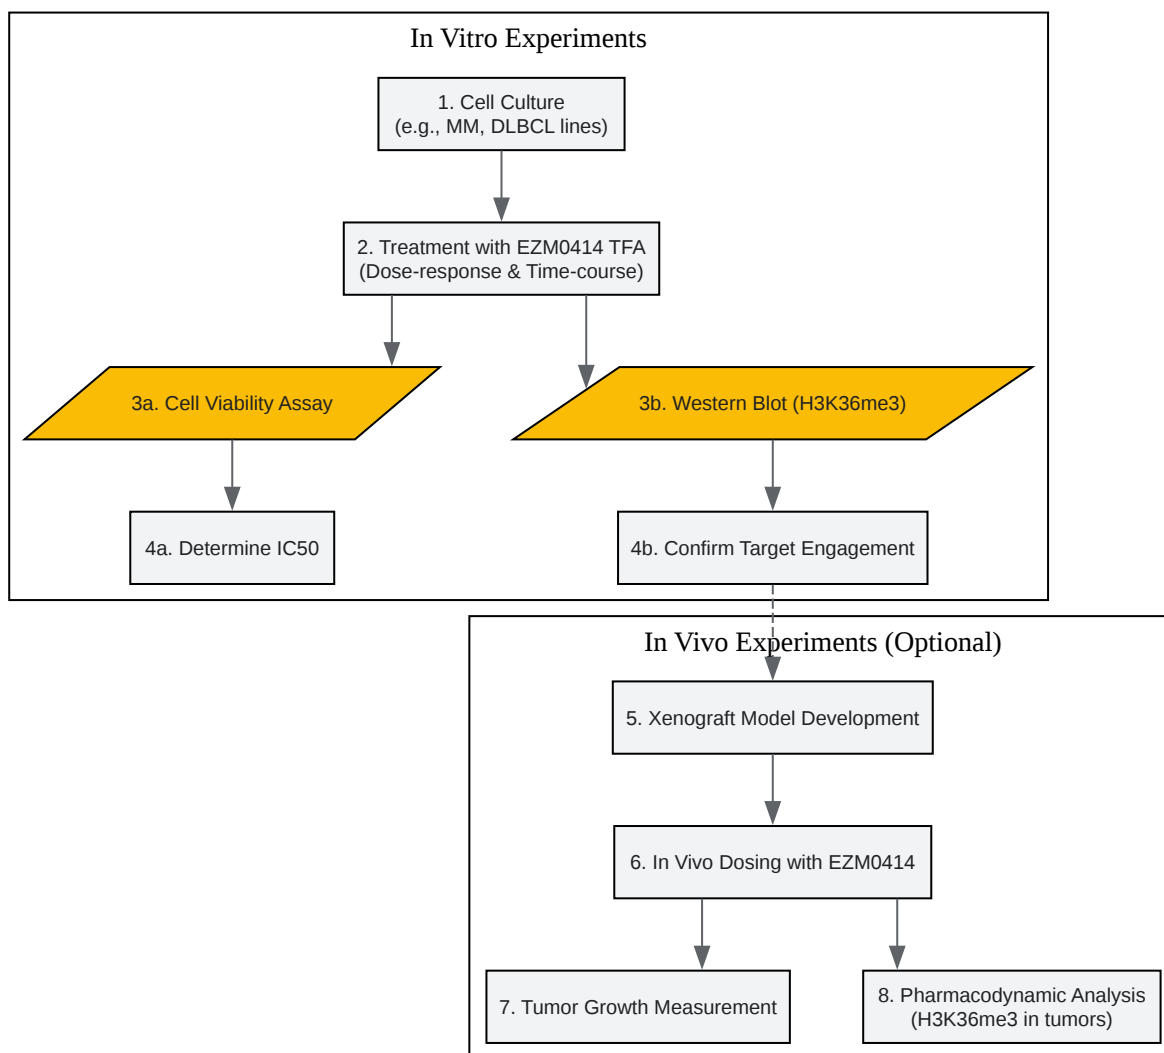 In Vitro Experiments
1. Cell Culture
(e.g., MM, DLBCL lines)
2. Treatment with EZM0414 TFA
(Dose-response & Time-course)
3a. Cell Viability Assay
3b. Western Blot (H3K36me3)
4a. Determine IC50
4b. Confirm Target Engagement
In Vivo Experiments (Optional)
5. Xenograft Model Development
6. In Vivo Dosing with EZM0414
7. Tumor Growth Measurement
8. Pharmacodynamic Analysis
(H3K36me3 in tumors)